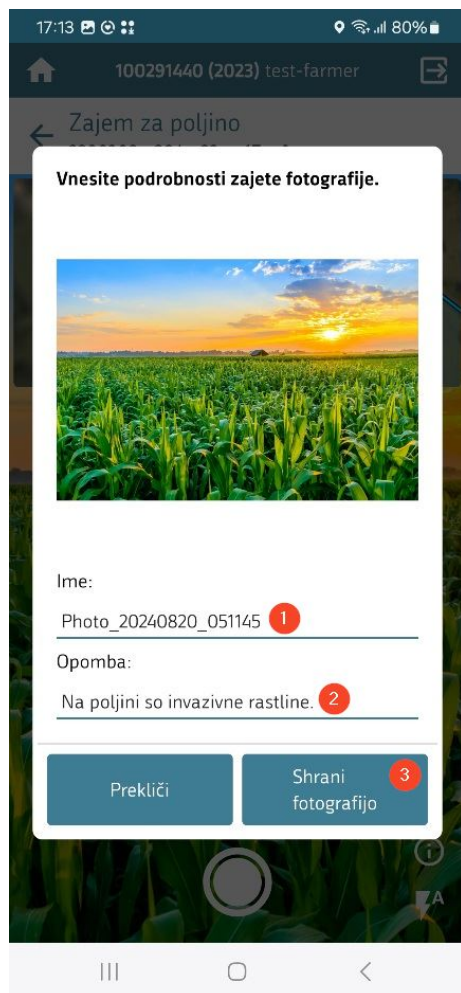 17:13 80%
100291440 (2023) test-farmer
Zajem za poljino
Vnesite podrobnosti zajete fotografije.
Ime:
Photo_20240820_051145 1
Opomba:
Na poljini so invazivne rastline. 2
Prekliči
Shrani 3
fotografijo
A